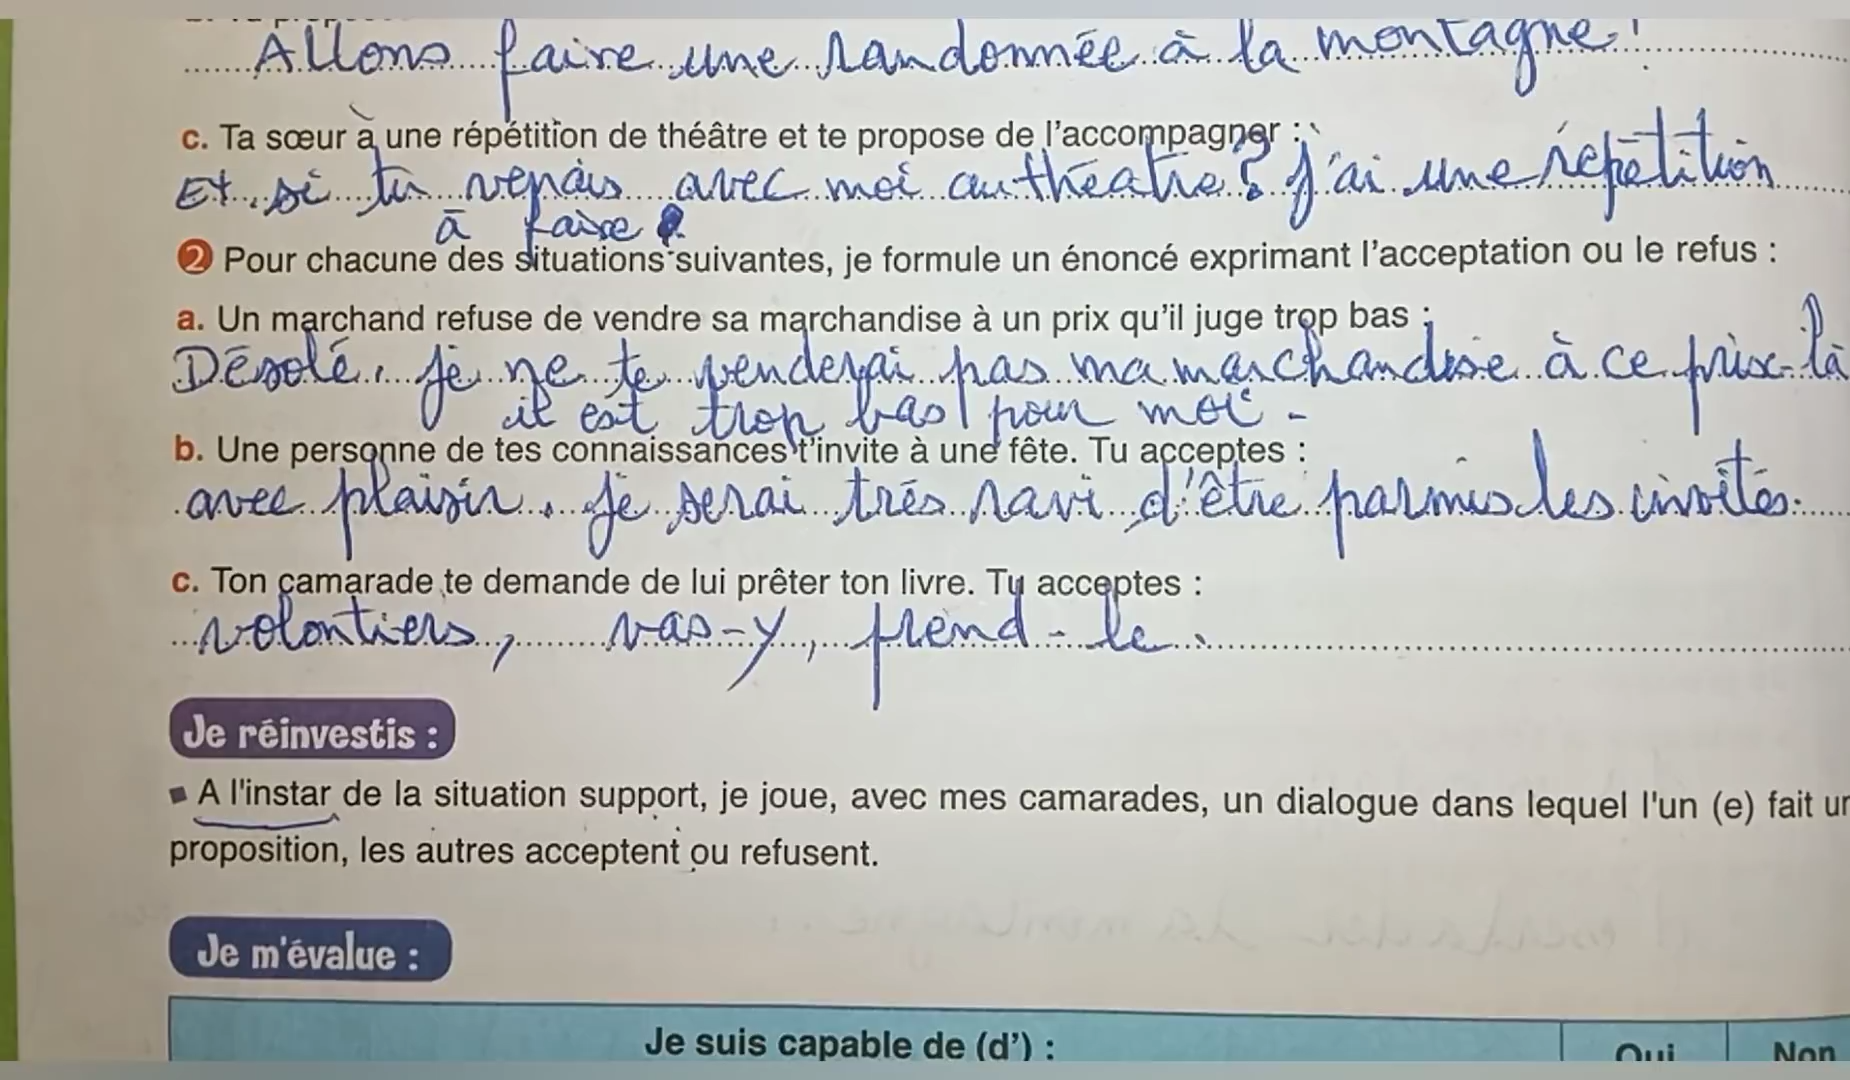 Allons faire une randonnée à la montagne !
c. Ta sœur à une répétition de théâtre et te propose de l'accompagner :
Et si tu venais avec moi au théatre ? J'ai une répétition
à faire.
2 Pour chacune des situations suivantes, je formule un énoncé exprimant l'acceptation ou le refus :
a. Un marchand refuse de vendre sa marchandise à un prix qu'il juge trop bas :
Désolé, je ne te venderai pas ma marchandise à ce prix-là
il est trop bas pour moi.
b. Une personne de tes connaissances t'invite à une fête. Tu acceptes :
avec plaisir, je serai très ravi d'être parmis les invités.
c. Ton camarade te demande de lui prêter ton livre. Tu acceptes :
volontiers, vas-y, prend-le.
Je réinvestis :
A l'instar de la situation support, je joue, avec mes camarades, un dialogue dans lequel l'un (e) fait
proposition, les autres acceptent ou refusent.
Je m'évalue :
Je suis capable de (d') : Oui Non